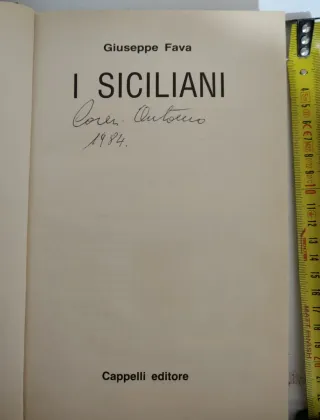 Giuseppe Fava
I SICILIANI
Antonio
1984.
Cappelli editore